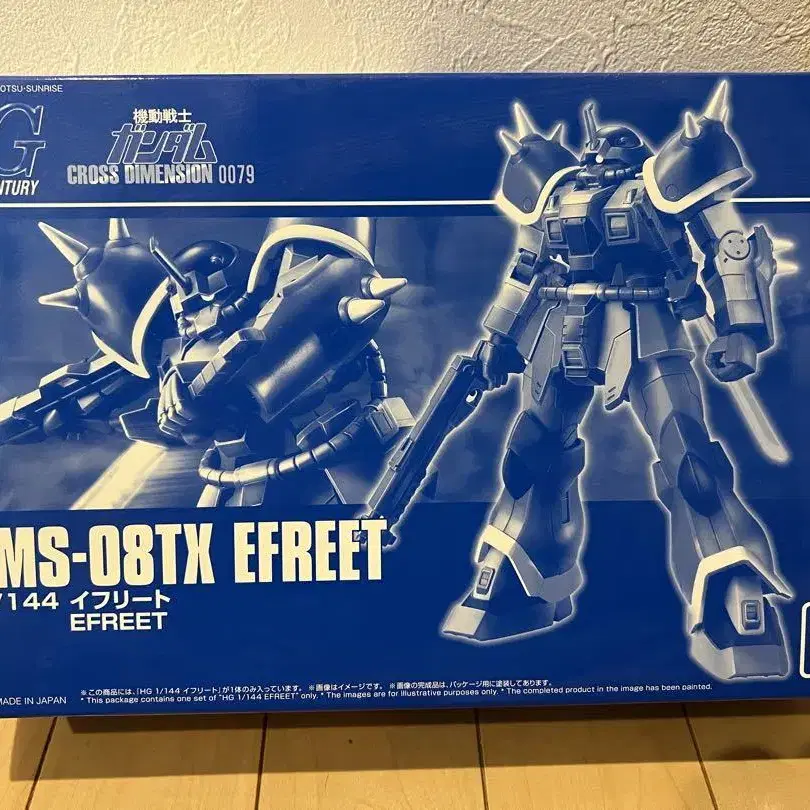 OTSU·SUNRISE
G
NTURY
機動戦士
ガンダム
CROSS DIMENSION 0079
MS-08TX EFREET
/144 イフリート
EFREET
MADE IN JAPAN
※この商品には、「HG 1/144 イフリート」が1体のみ入っています。 ※画像はイメージです。 ※画像の完成品は、パッケージ用に塗装してあります。
* This package contains one set of "HG 1/144 EFREET" only. * The images are for illustrative purposes only. * The completed product in the image has been painted.